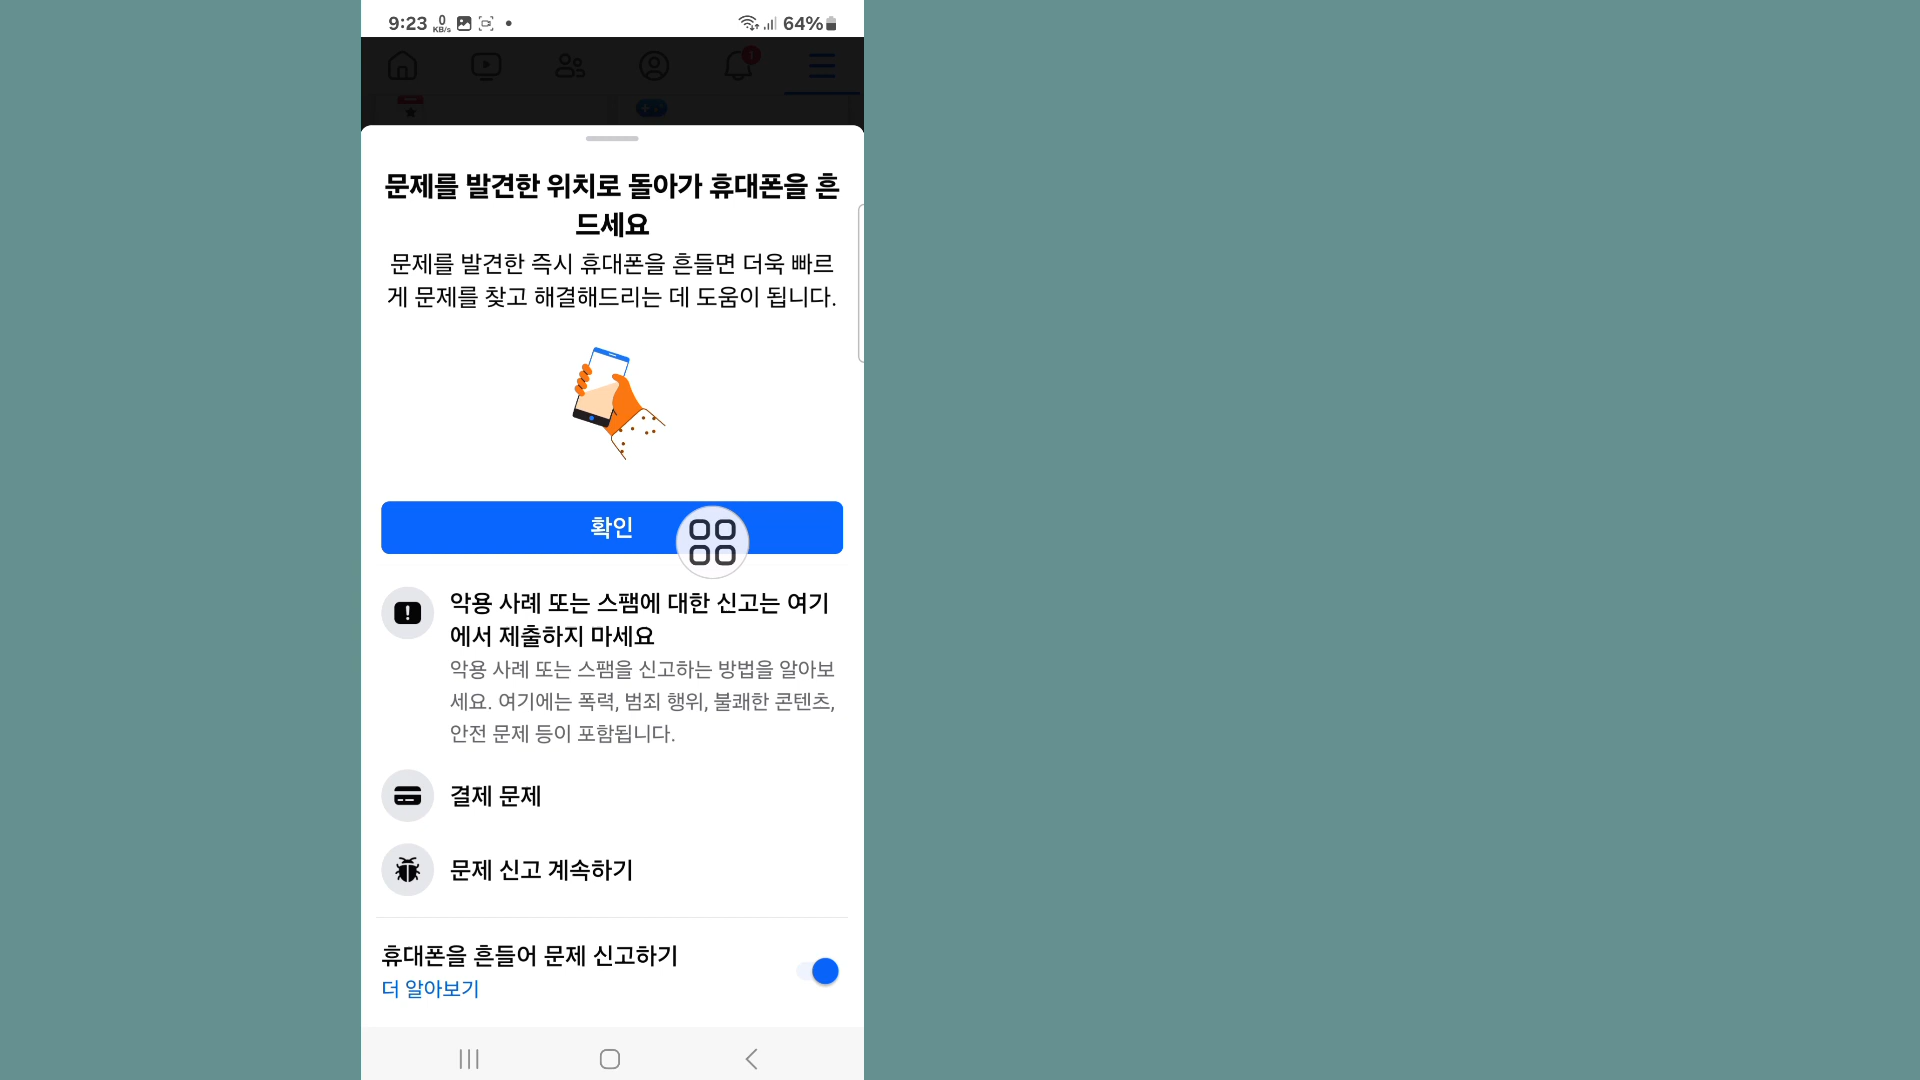 9:23 0 KB/s 64%
1
문제를 발견한 위치로 돌아가 휴대폰을 흔
드세요
문제를 발견한 즉시 휴대폰을 흔들면 더욱 빠르
게 문제를 찾고 해결해드리는 데 도움이 됩니다.
확인
악용 사례 또는 스팸에 대한 신고는 여기
에서 제출하지 마세요
악용 사례 또는 스팸을 신고하는 방법을 알아보
세요. 여기에는 폭력, 범죄 행위, 불쾌한 콘텐츠,
안전 문제 등이 포함됩니다.
결제 문제
문제 신고 계속하기
휴대폰을 흔들어 문제 신고하기
더 알아보기